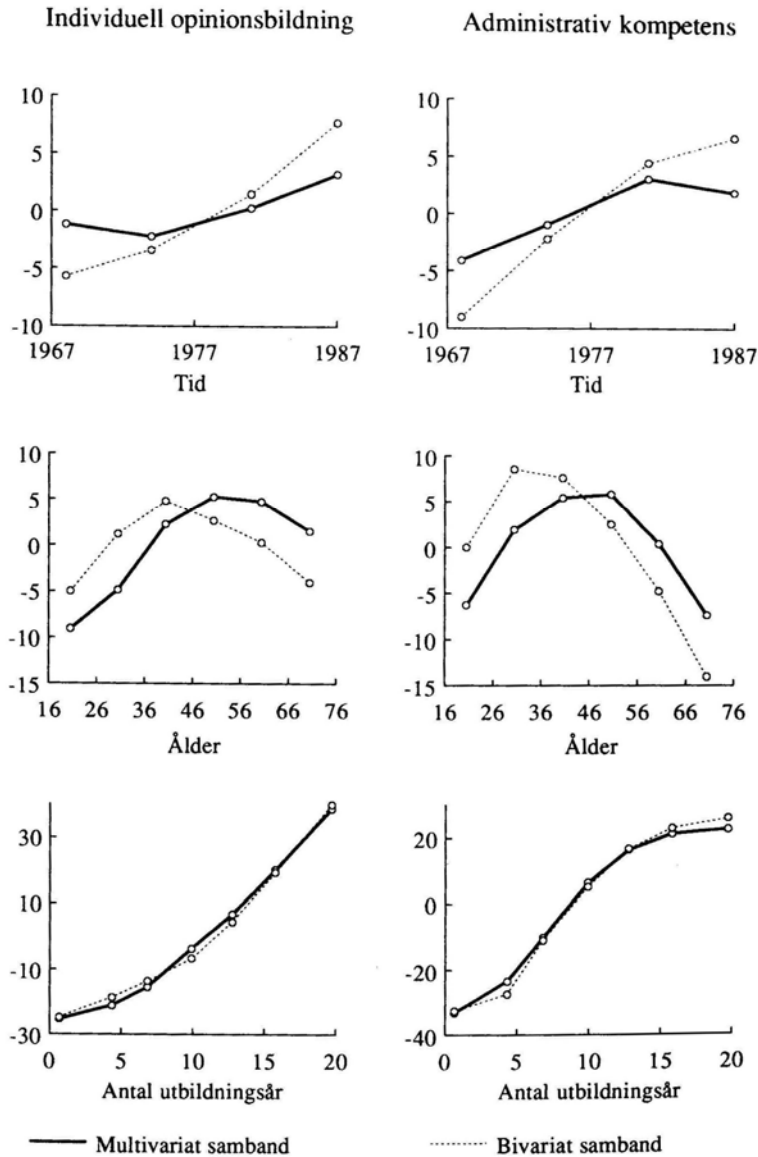 Individuell opinionsbildning Administrativ kompetens
10 10
5 5
0 0
-5 -5
-10 -10
1967 1977 1987 1967 1977 1987
Tid Tid
10 10
5 5
0 0
-5 -5
-10 -10
-15 -15
16 26 36 46 56 66 76 16 26 36 46 56 66 76
Ålder Ålder
30 20
10 0
-10 -20
-30 -40
0 5 10 15 20 0 5 10 15 20
Antal utbildningsår Antal utbildningsår
Multivariat samband Bivariat samband